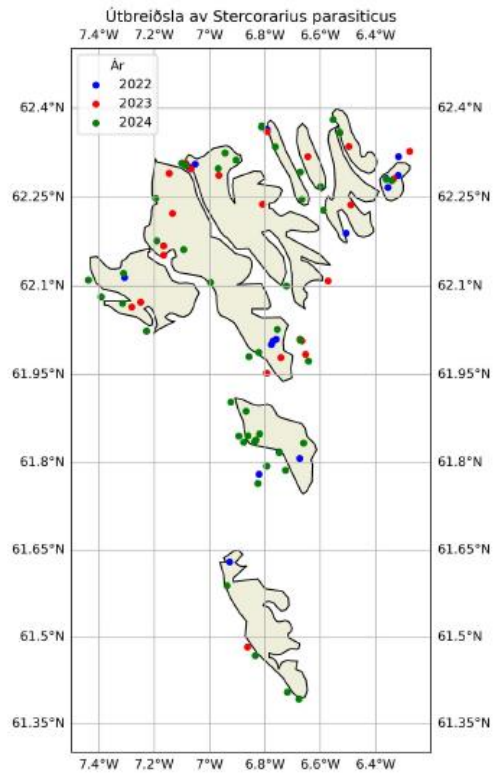 Útbreiðsla av Stercorarius parasiticus
7.4°W 7.2°W 7°W 6.8°W 6.6°W 6.4°W
Ár
2022
2023
2024
62.4°N 62.4°N
62.25°N 62.25°N
62.1°N 62.1°N
61.95°N 61.95°N
61.8°N 61.8°N
61.65°N 61.65°N
61.5°N 61.5°N
61.35°N 61.35°N
7.4°W 7.2°W 7°W 6.8°W 6.6°W 6.4°W